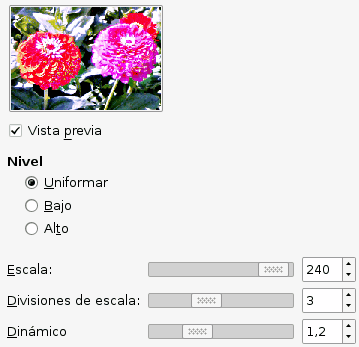 Vista previa
Nivel
Uniformar
Bajo
Alto
Escala: 240
Divisiones de escala: 3
Dinámico 1,2